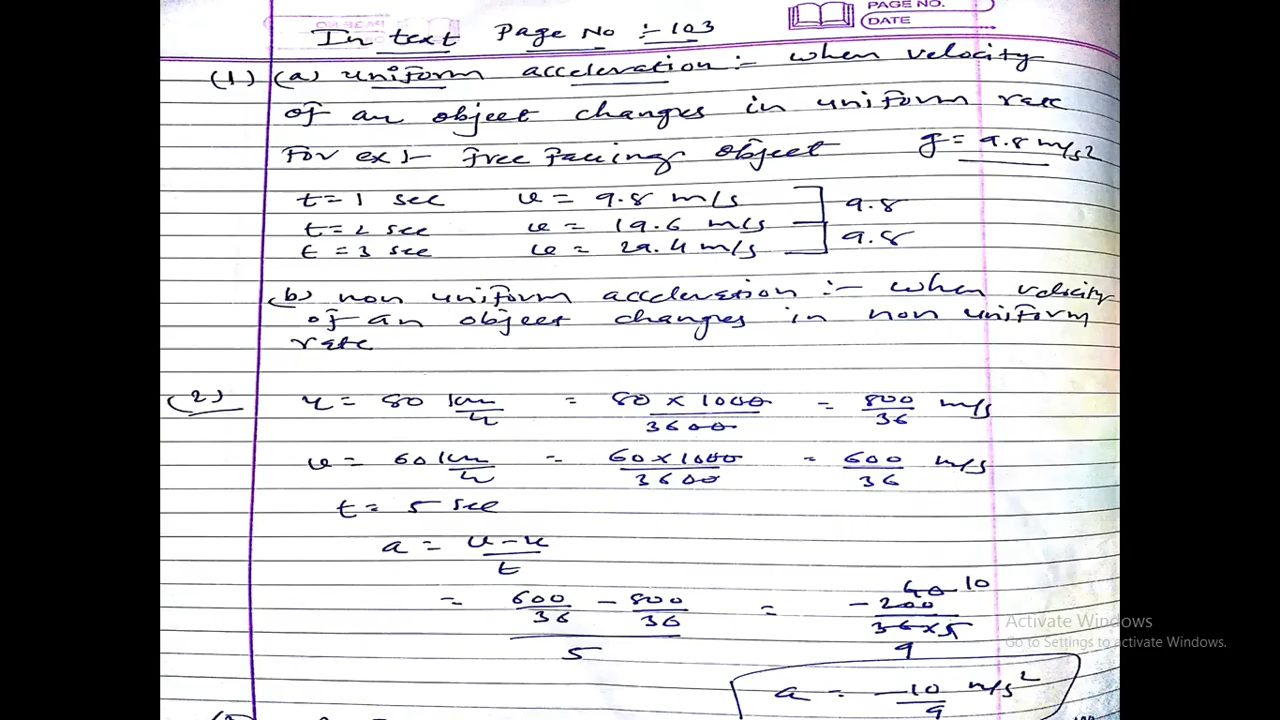 PAGE NO.
DATE
In text Page No :- 103
(1) (a) uniform acceleration :- when velocity
of an object changes in uniform rate
For ex :- Free Falling object g = 9.8 m/s2
t = 1 sec v = 9.8 m/s
9.8
t = 2 sec v = 19.6 m/s
9.8
t = 3 sec v = 29.4 m/s
(b) non uniform acceleration :- when velocity
of an object changes in non uniform
rate
(2) u = 80 km/h = 80 x 1000/3600 = 800/36 m/s
v = 60 km/h = 60 x 1000/3600 = 600/36 m/s
t = 5 sec
a = v - u/t
= 600/36 - 800/36 / 5 = - 200/36 x 5
40 10
9
a = -10/9 m/s2
Activate Windows
Go to Settings to activate Windows.